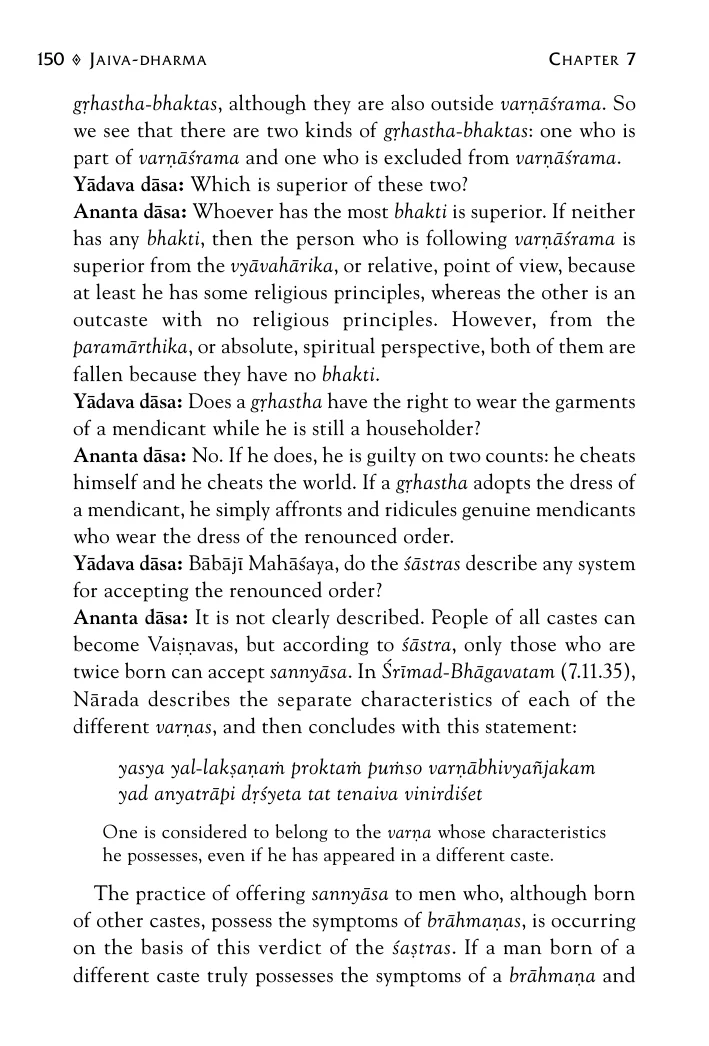 150 ◈ JAIVA-DHARMA CHAPTER 7
gṛhastha-bhaktas, although they are also outside varṇāśrama. So
we see that there are two kinds of gṛhastha-bhaktas: one who is
part of varṇāśrama and one who is excluded from varṇāśrama.
Yādava dāsa: Which is superior of these two?
Ananta dāsa: Whoever has the most bhakti is superior. If neither
has any bhakti, then the person who is following varṇāśrama is
superior from the vyāvahārika, or relative, point of view, because
at least he has some religious principles, whereas the other is an
outcaste with no religious principles. However, from the
paramārthika, or absolute, spiritual perspective, both of them are
fallen because they have no bhakti.
Yādava dāsa: Does a gṛhastha have the right to wear the garments
of a mendicant while he is still a householder?
Ananta dāsa: No. If he does, he is guilty on two counts: he cheats
himself and he cheats the world. If a gṛhastha adopts the dress of
a mendicant, he simply affronts and ridicules genuine mendicants
who wear the dress of the renounced order.
Yādava dāsa: Bābājī Mahāśaya, do the śāstras describe any system
for accepting the renounced order?
Ananta dāsa: It is not clearly described. People of all castes can
become Vaiṣṇavas, but according to śāstra, only those who are
twice born can accept sannyāsa. In Śrīmad-Bhāgavatam (7.11.35),
Nārada describes the separate characteristics of each of the
different varṇas, and then concludes with this statement:
yasya yal-lakṣaṇaṁ proktaṁ puṁso varṇābhivyañjakam
yad anyatrāpi dṛśyeta tat tenaiva vinirdiśet
One is considered to belong to the varṇa whose characteristics
he possesses, even if he has appeared in a different caste.
The practice of offering sannyāsa to men who, although born
of other castes, possess the symptoms of brāhmaṇas, is occurring
on the basis of this verdict of the śaṣtras. If a man born of a
different caste truly possesses the symptoms of a brāhmaṇa and